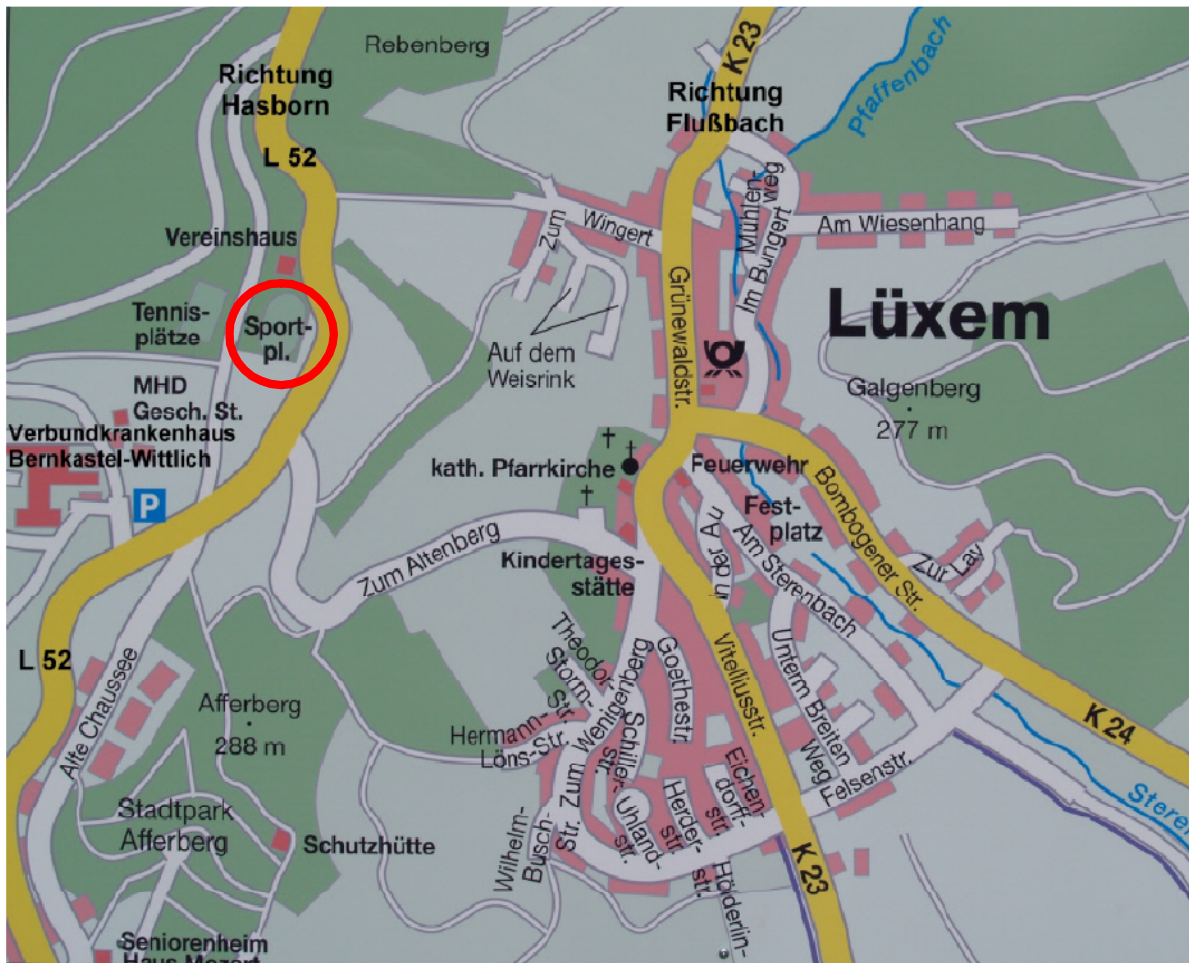 Rebenberg
K 23
Richtung
Hasborn
Richtung
Flußbach
Pfaffenbach
L 52
Mühlen-
weg
Im Bungert
Am Wiesenhang
Zum
Wingert
Vereinshaus
Grünewaldstr.
Lüxem
Tennis-
plätze
Sport-
pl.
Auf dem
Weisrink
Galgenberg
277 m
MHD
Gesch. St.
Verbundkrankenhaus
Bernkastel-Wittlich
P
kath. Pfarrkirche
Feuerwehr
Fest-
platz
Bombogener Str.
Zum Altenberg
Kindertages-
stätte
In der Au
Am Sterenbach
Zur Lay
L 52
Alte Chaussee
Afferberg
288 m
Theodor-
Storm-
Str.
Hermann-
Löns-Str.
Zum Wenigenberg
Goethestr.
Schiller-
str.
Vitelliusstr.
Unterm Breiten
Weg
K 24
Felsenstr.
Eichen-
dorff-
str.
Herder-
str.
Uhland-
str.
Wilhelm-
Busch-
Str.
Stadtpark
Afferberg
Schutzhütte
K 23
Hölderlin-
Steren
Seniorenheim
Haus Mozart